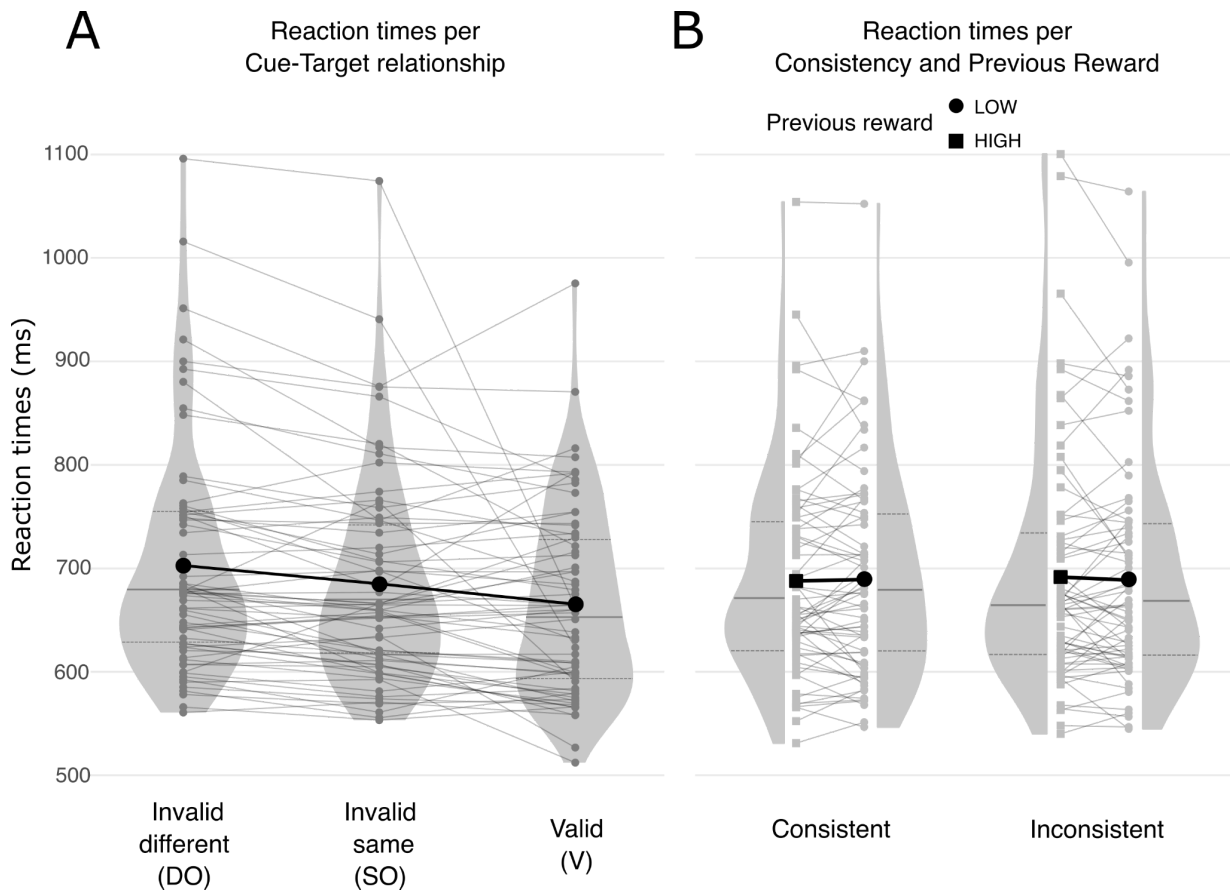 A
Reaction times per
Cue-Target relationship
B
Reaction times per
Consistency and Previous Reward
Previous reward
LOW
HIGH
Reaction times (ms)
1100
1000
900
800
700
600
500
Invalid
different
(DO)
Invalid
same
(SO)
Valid
(V)
Consistent
Inconsistent